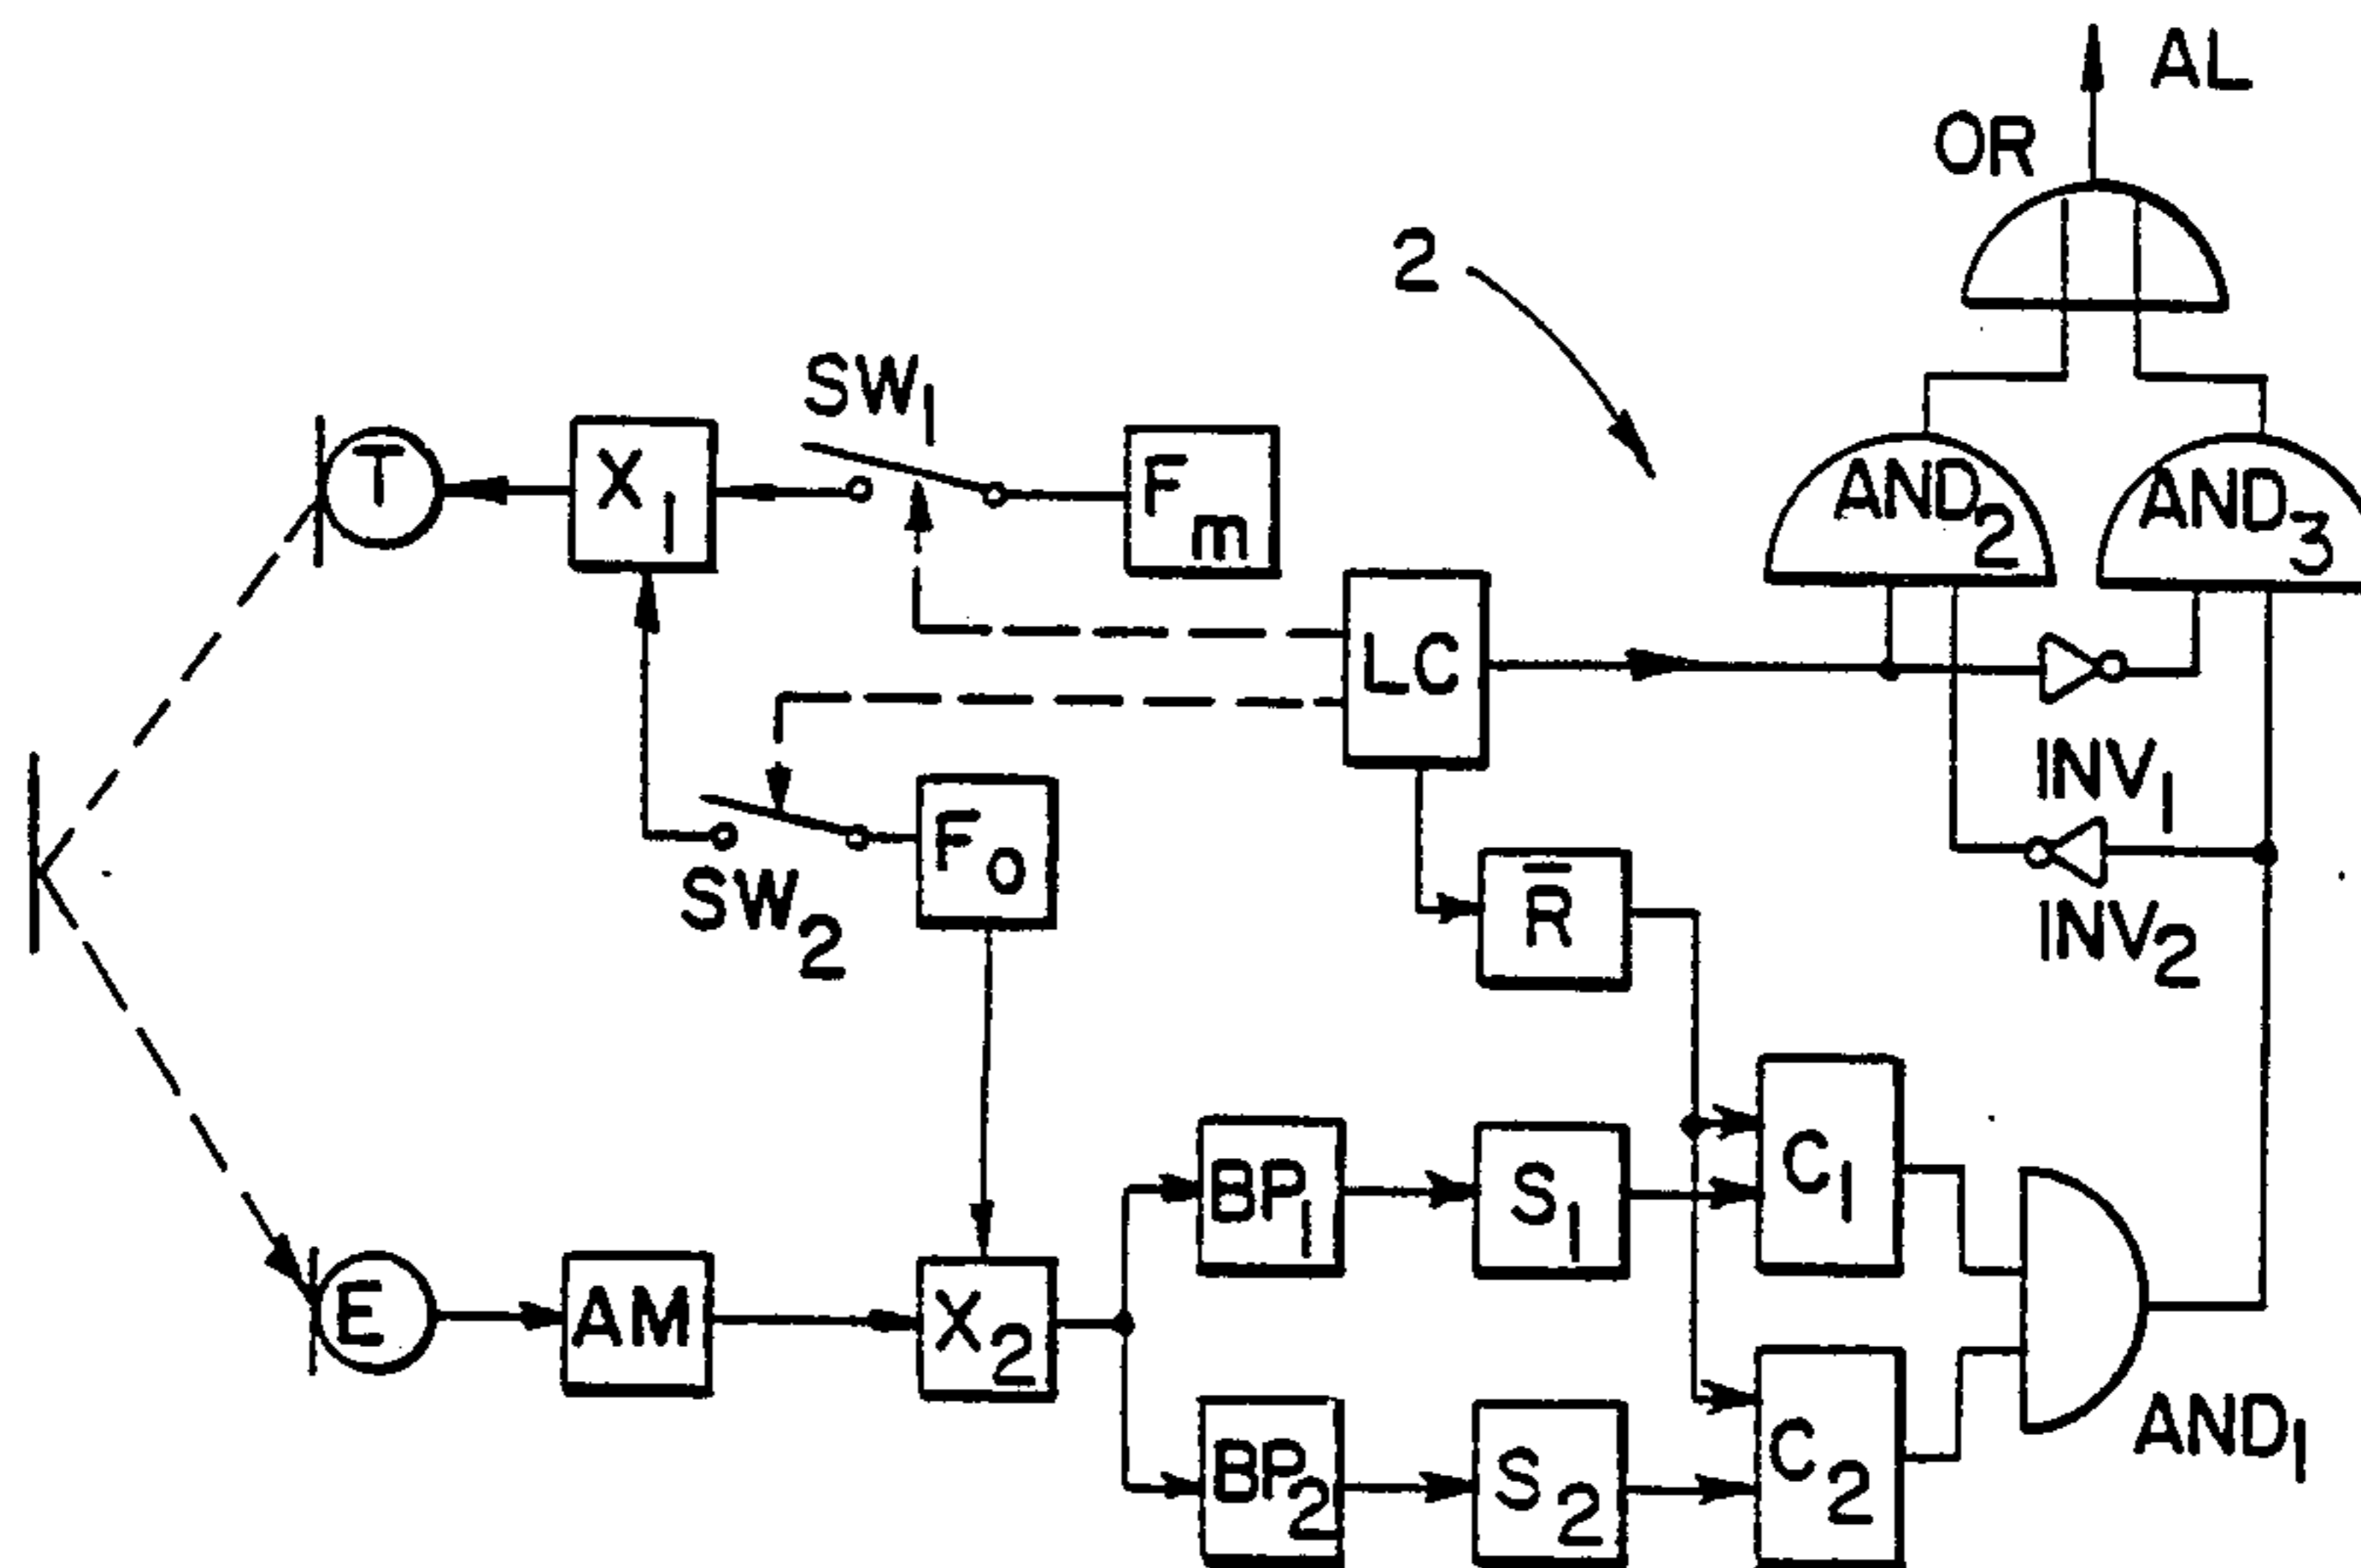 AL
OR
2
SW1
T
X1
Fm
AND2
AND3
LC
INV1
Fo
SW2
R̅
INV2
BP1
S1
C1
E
AM
X2
BP2
S2
C2
AND1